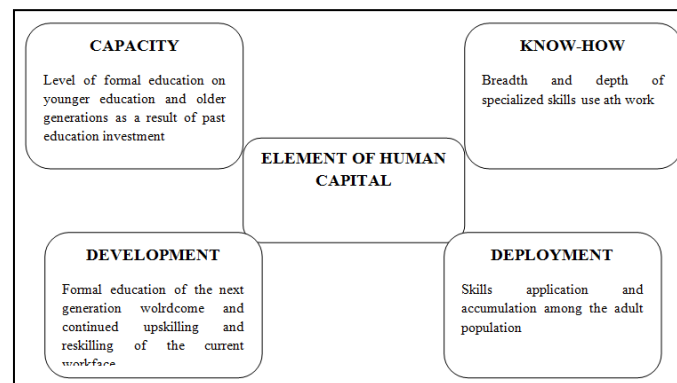 CAPACITY
Level of formal education on
younger education and older
generations as a result of past
education investment
KNOW-HOW
Breadth and depth of
specialized skills use ath work
ELEMENT OF HUMAN
CAPITAL
DEVELOPMENT
Formal education of the next
generation wolrdcome and
continued upskilling and
reskilling of the current
workface
DEPLOYMENT
Skills application and
accumulation among the adult
population